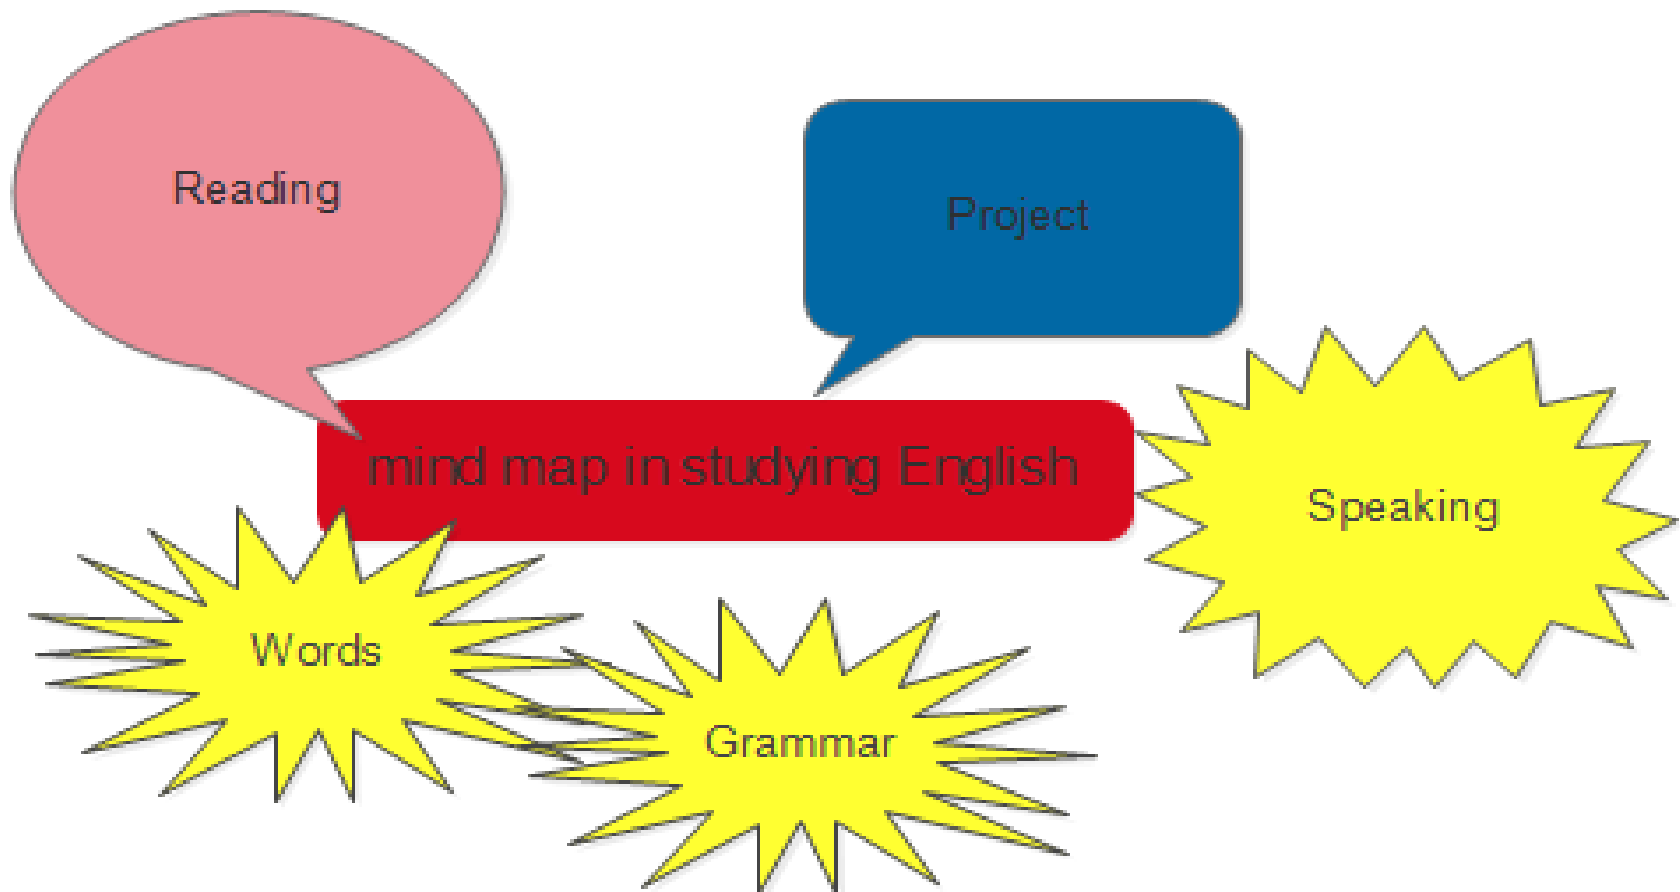 Reading
Project
mind map in studying English
Speaking
Words
Grammar